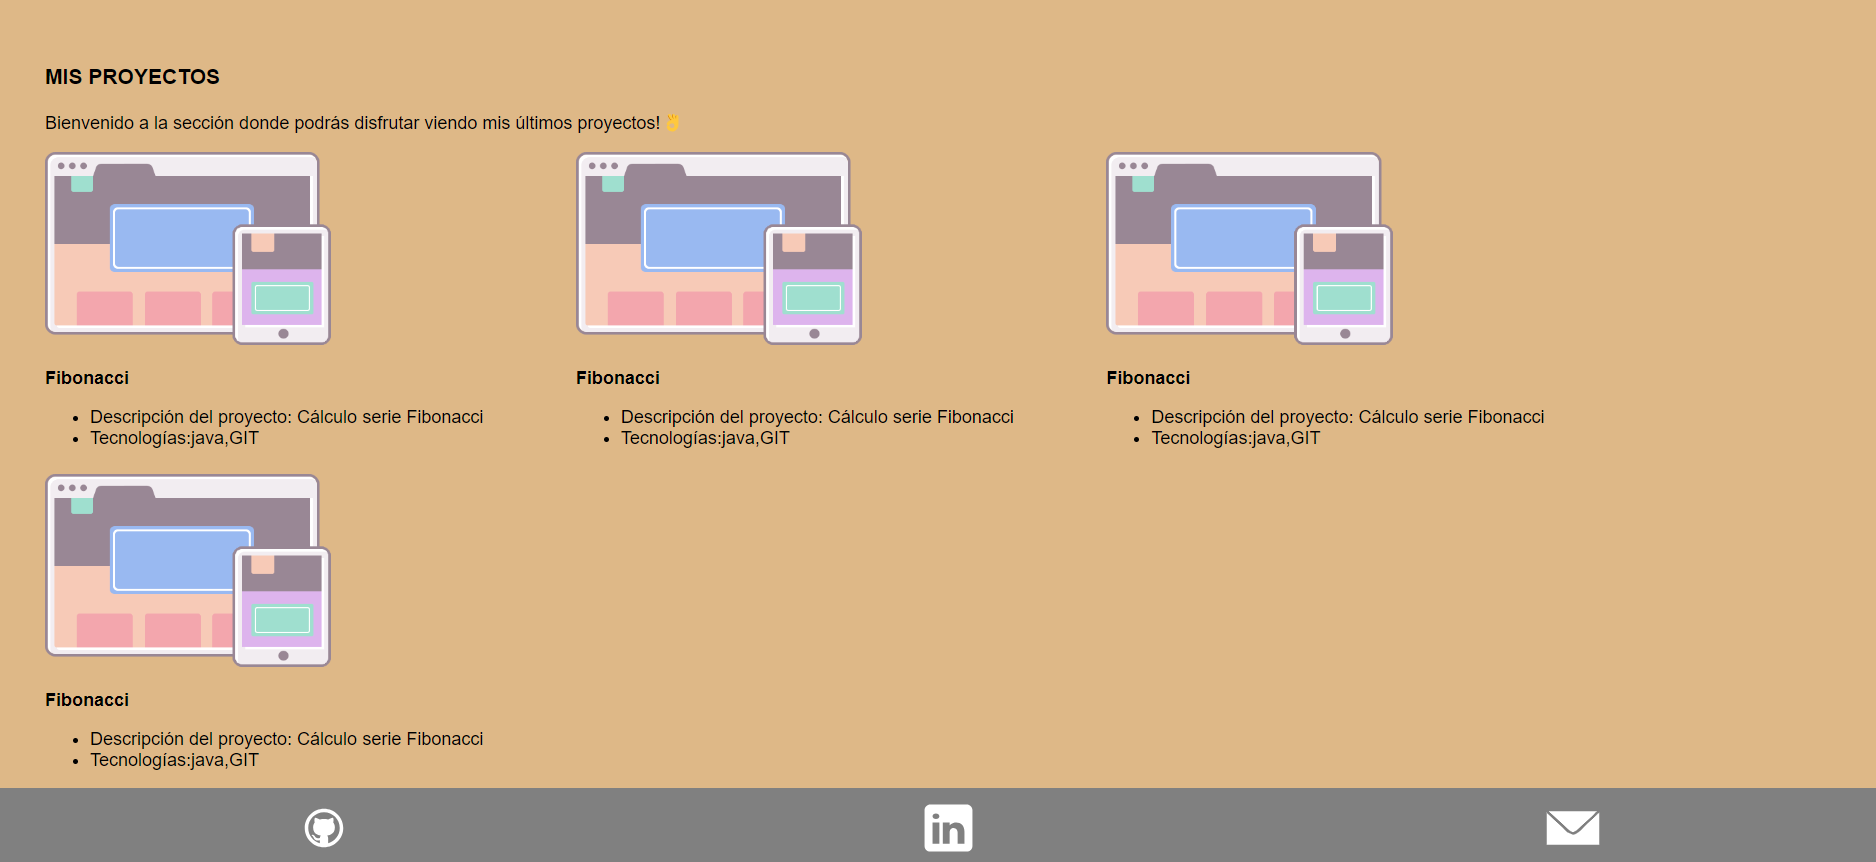 MIS PROYECTOS
Bienvenido a la sección donde podrás disfrutar viendo mis últimos proyectos! 👌
Fibonacci
• Descripción del proyecto: Cálculo serie Fibonacci
• Tecnologías:java,GIT
Fibonacci
• Descripción del proyecto: Cálculo serie Fibonacci
• Tecnologías:java,GIT
Fibonacci
• Descripción del proyecto: Cálculo serie Fibonacci
• Tecnologías:java,GIT
Fibonacci
• Descripción del proyecto: Cálculo serie Fibonacci
• Tecnologías:java,GIT
in